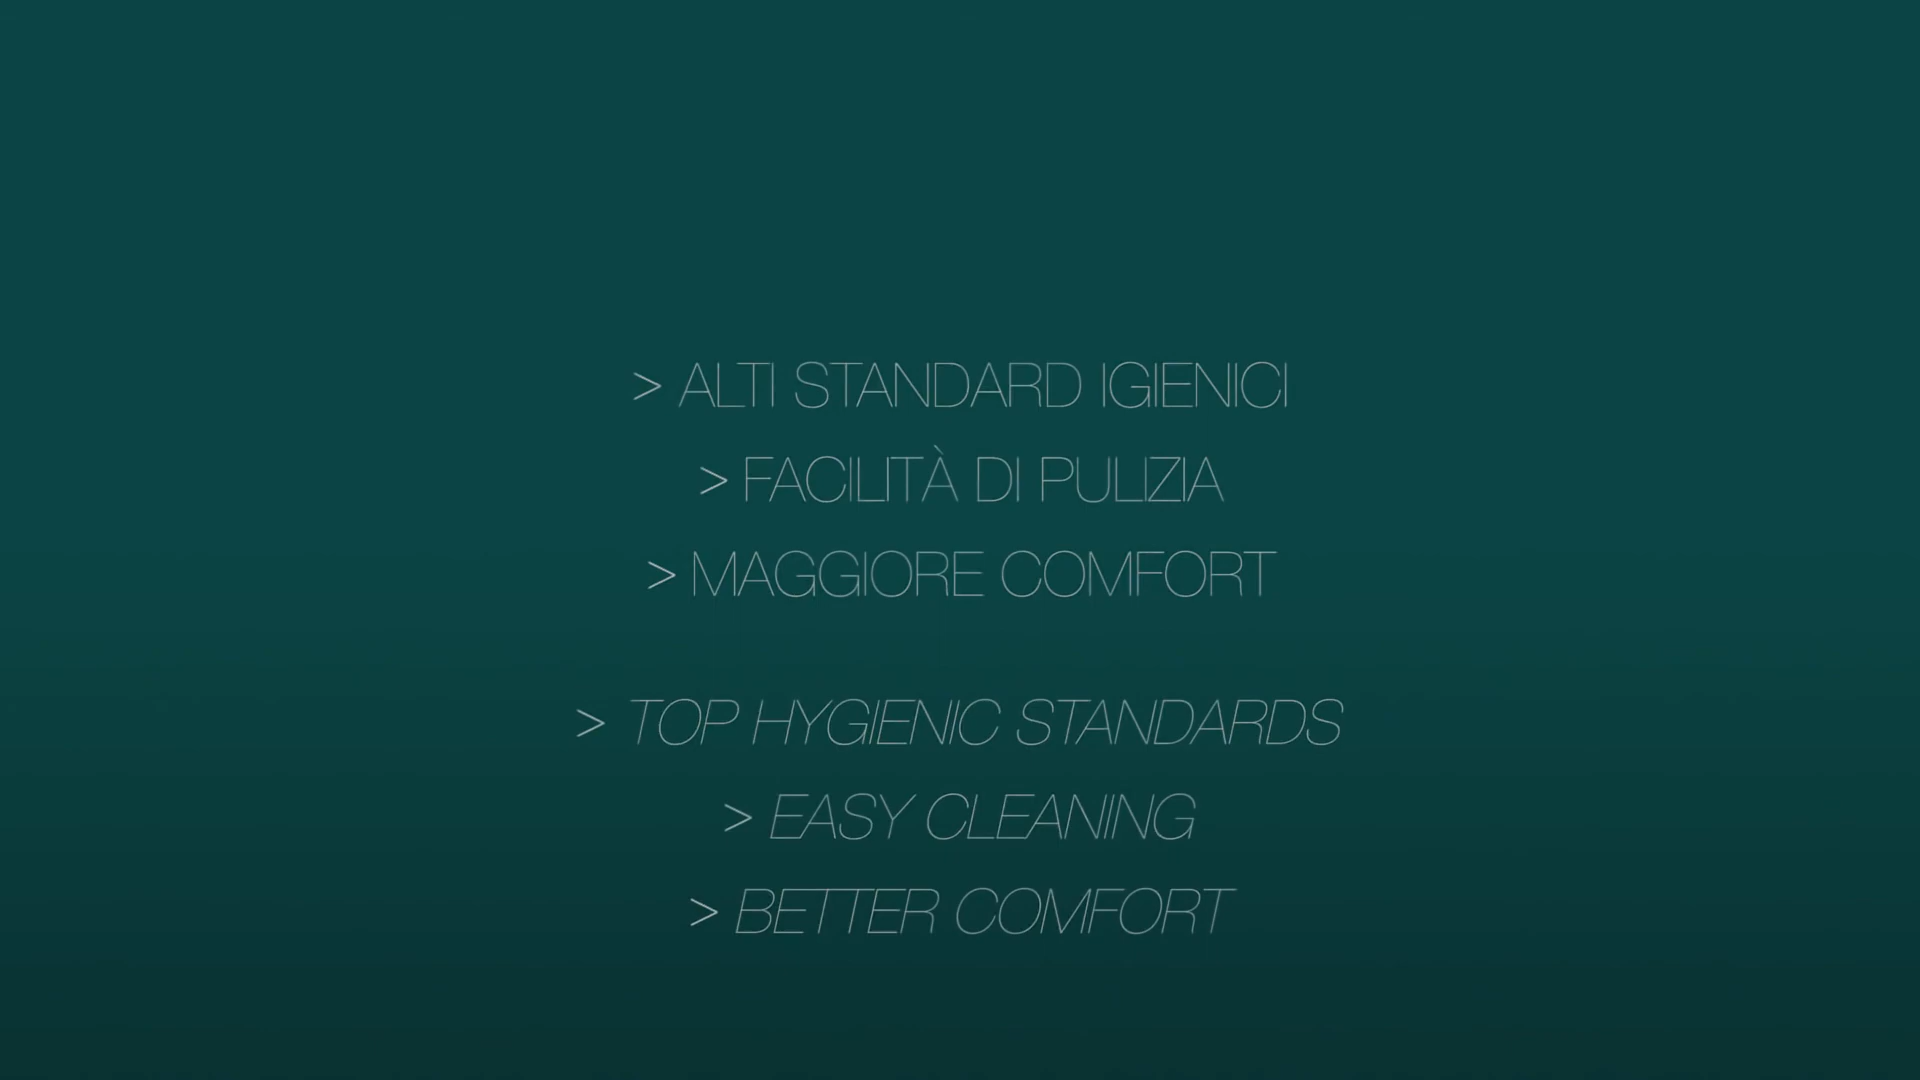 > ALTI STANDARD IGIENICI
> FACILITÀ DI PULIZIA
> MAGGIORE COMFORT
> TOP HYGIENIC STANDARDS
> EASY CLEANING
> BETTER COMFORT